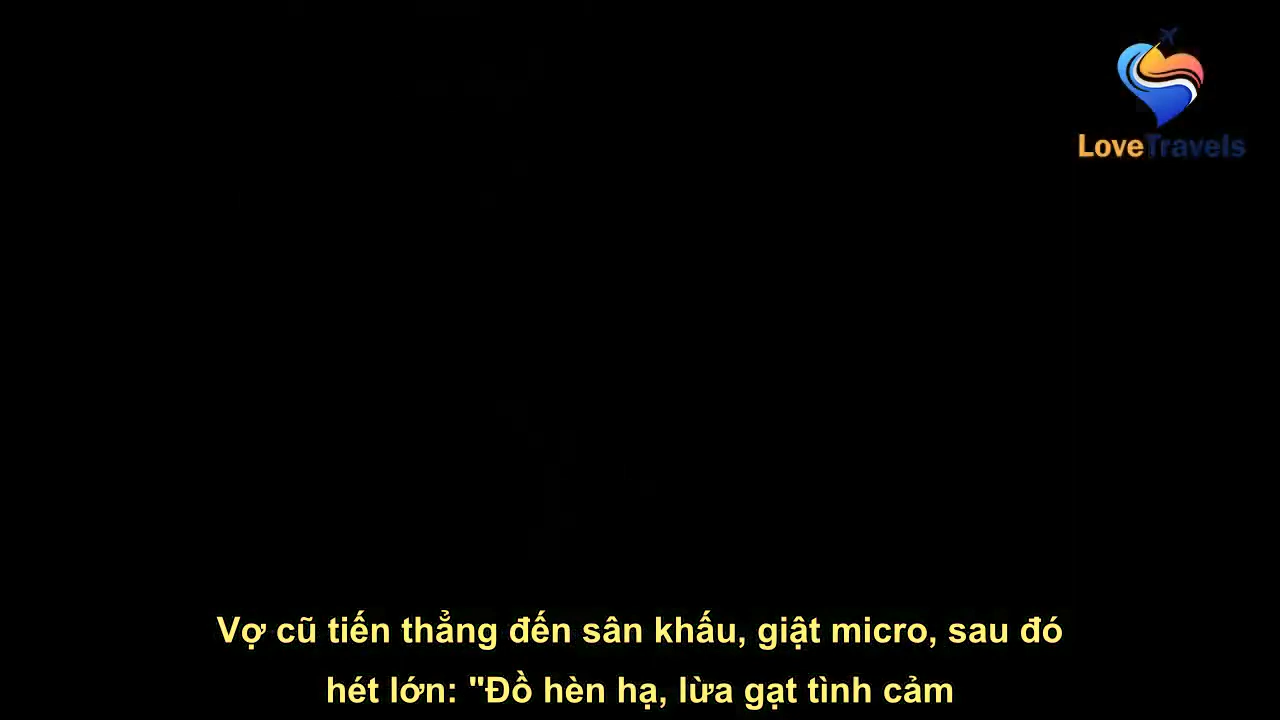 LoveTravels
Vợ cũ tiến thẳng đến sân khấu, giật micro, sau đó
hét lớn: "Đồ hèn hạ, lừa gạt tình cảm